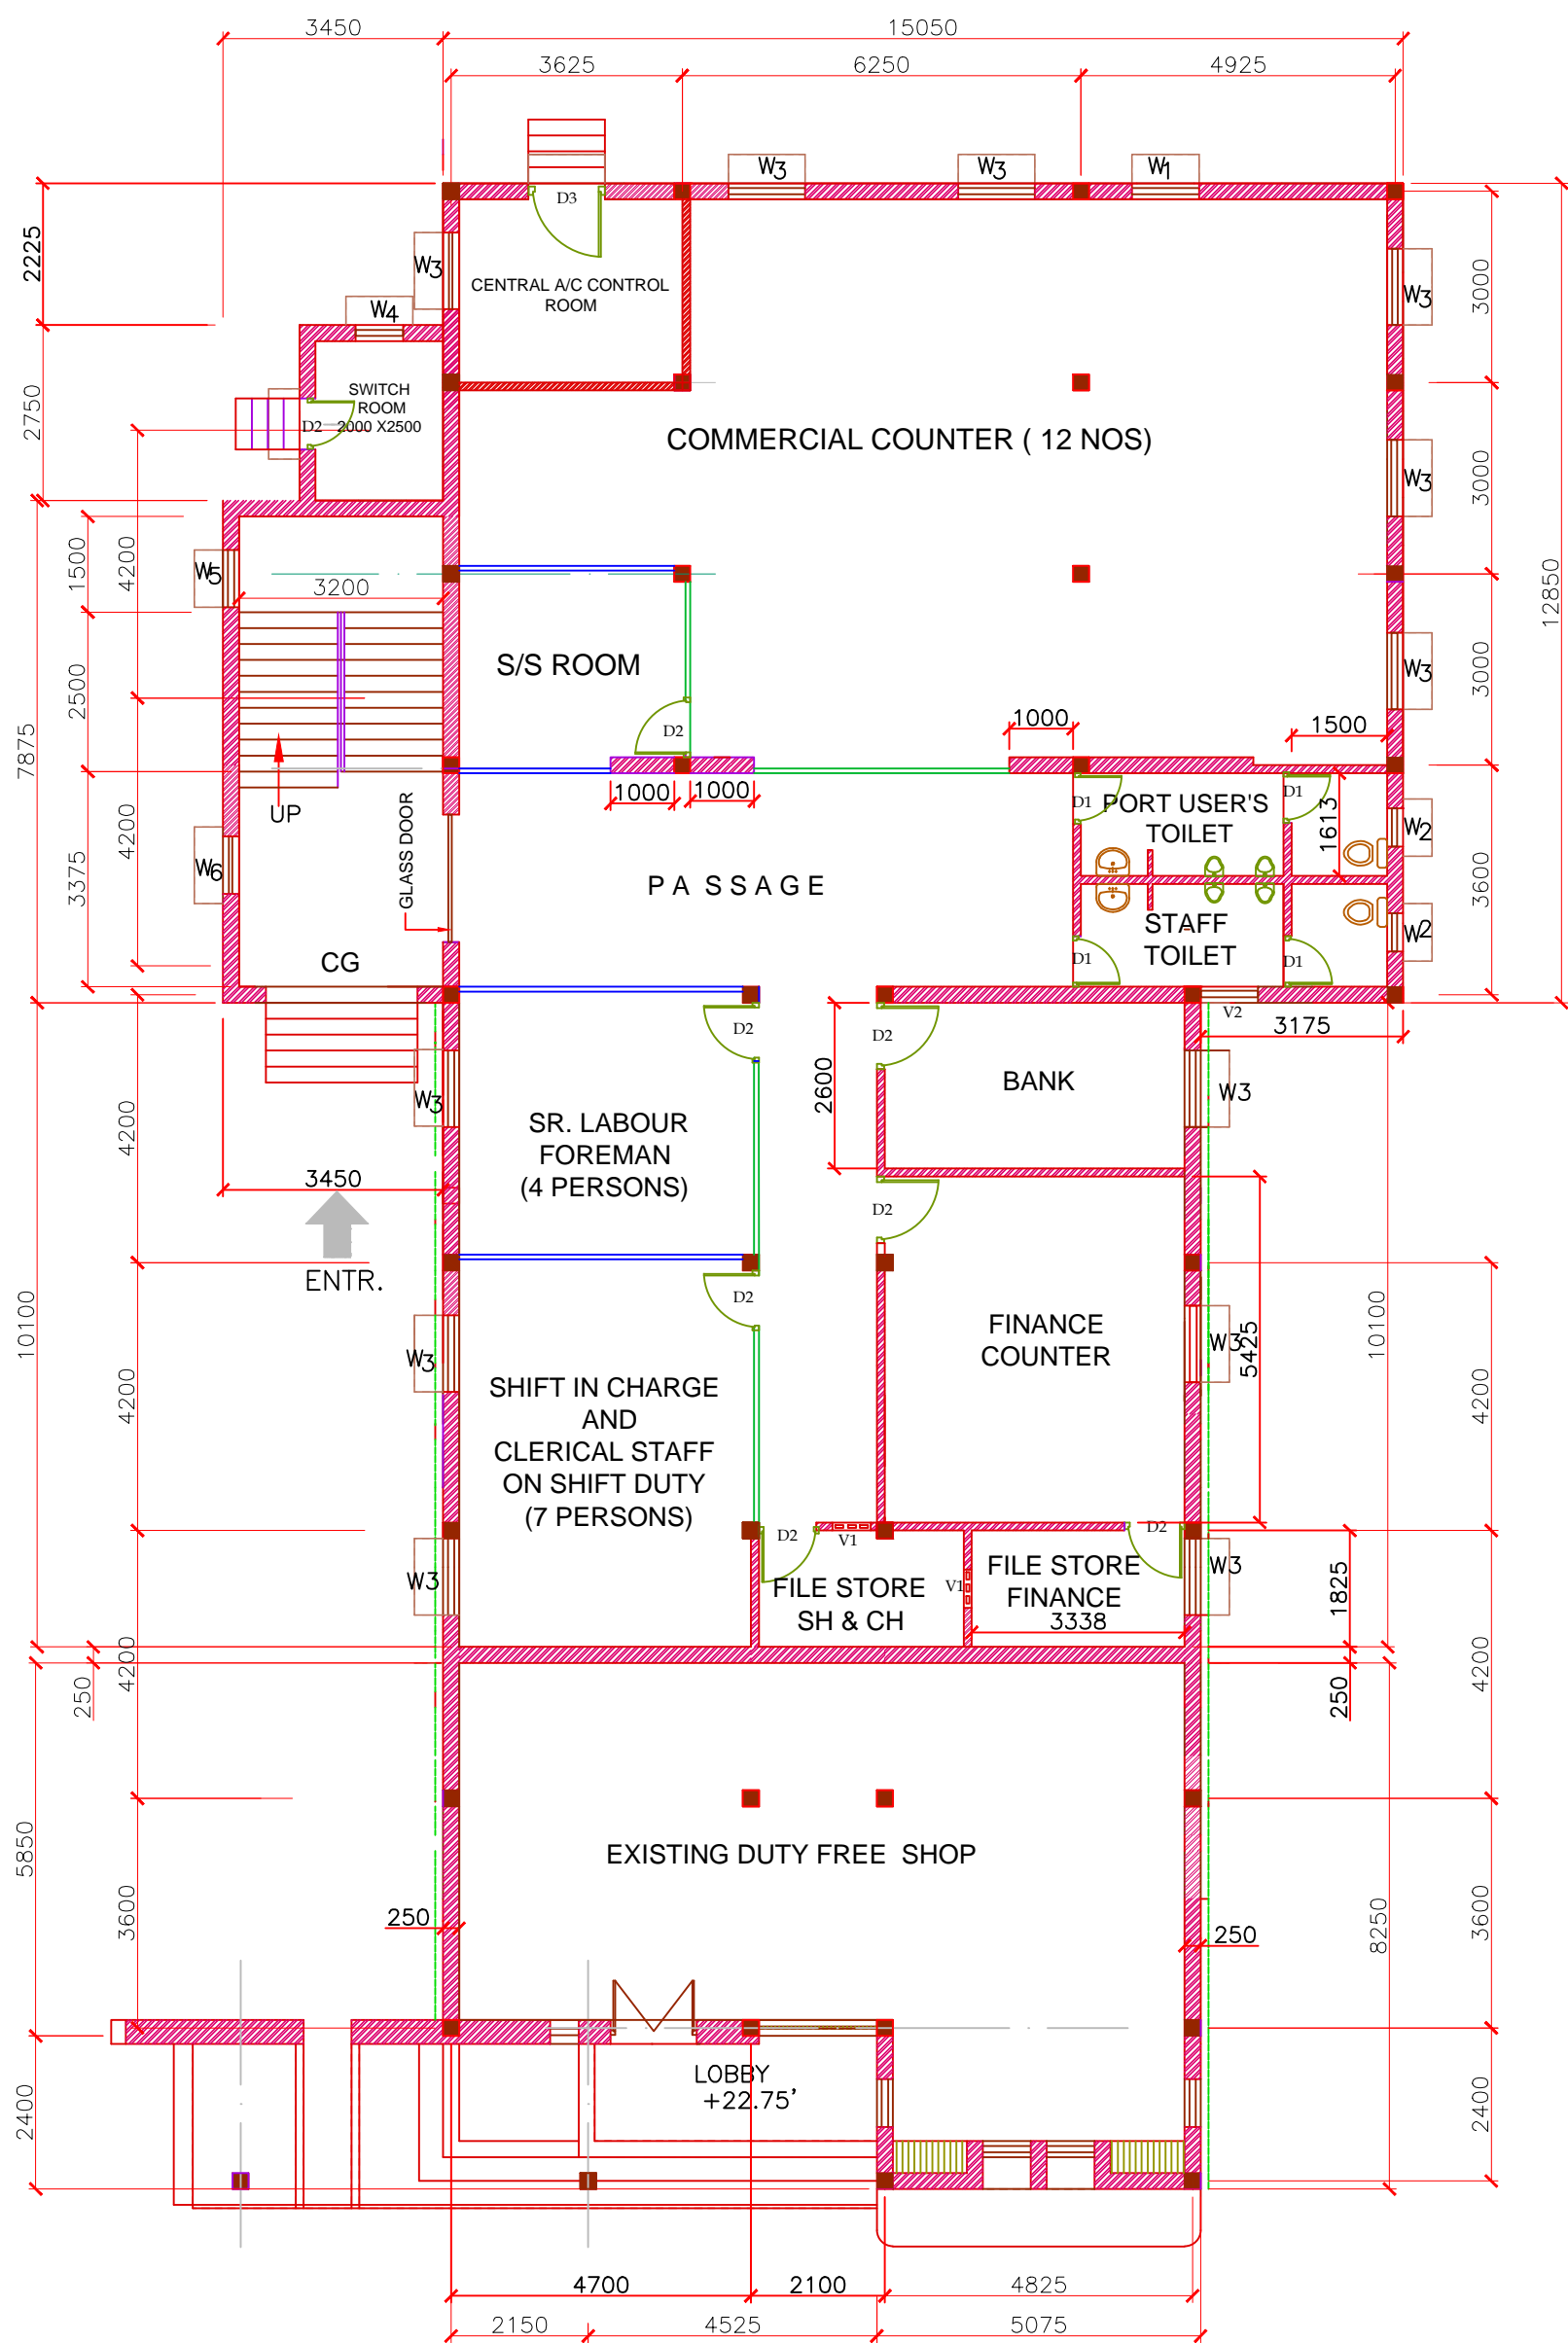 3450
15050
3625
6250
4925
W3
W3
W1
D3
2225
W3
CENTRAL A/C CONTROL
ROOM
W3
3000
W4
2750
SWITCH
ROOM
D2
2000 X2500
COMMERCIAL COUNTER ( 12 NOS)
W3
3000
1500
4200
W5
3200
12850
2500
S/S ROOM
W3
3000
D2
1000
1500
7875
1000
1000
UP
GLASS DOOR
D1
PORT USER'S
TOILET
D1
1613
W2
4200
3375
W6
P A S S A G E
3600
STAFF
TOILET
W2
CG
D1
D1
D2
D2
V2
3175
2600
BANK
W3
W3
4200
SR. LABOUR
FOREMAN
(4 PERSONS)
3450
D2
ENTR.
D2
10100
FINANCE
COUNTER
W3
5425
10100
W3
4200
SHIFT IN CHARGE
AND
CLERICAL STAFF
ON SHIFT DUTY
(7 PERSONS)
4200
D2
V1
D2
W3
FILE STORE
SH & CH
V1
FILE STORE
FINANCE
3338
W3
1825
4200
250
250
4200
5850
EXISTING DUTY FREE SHOP
3600
250
250
8250
3600
LOBBY
+22.75'
2400
2400
4700
2100
4825
2150
4525
5075